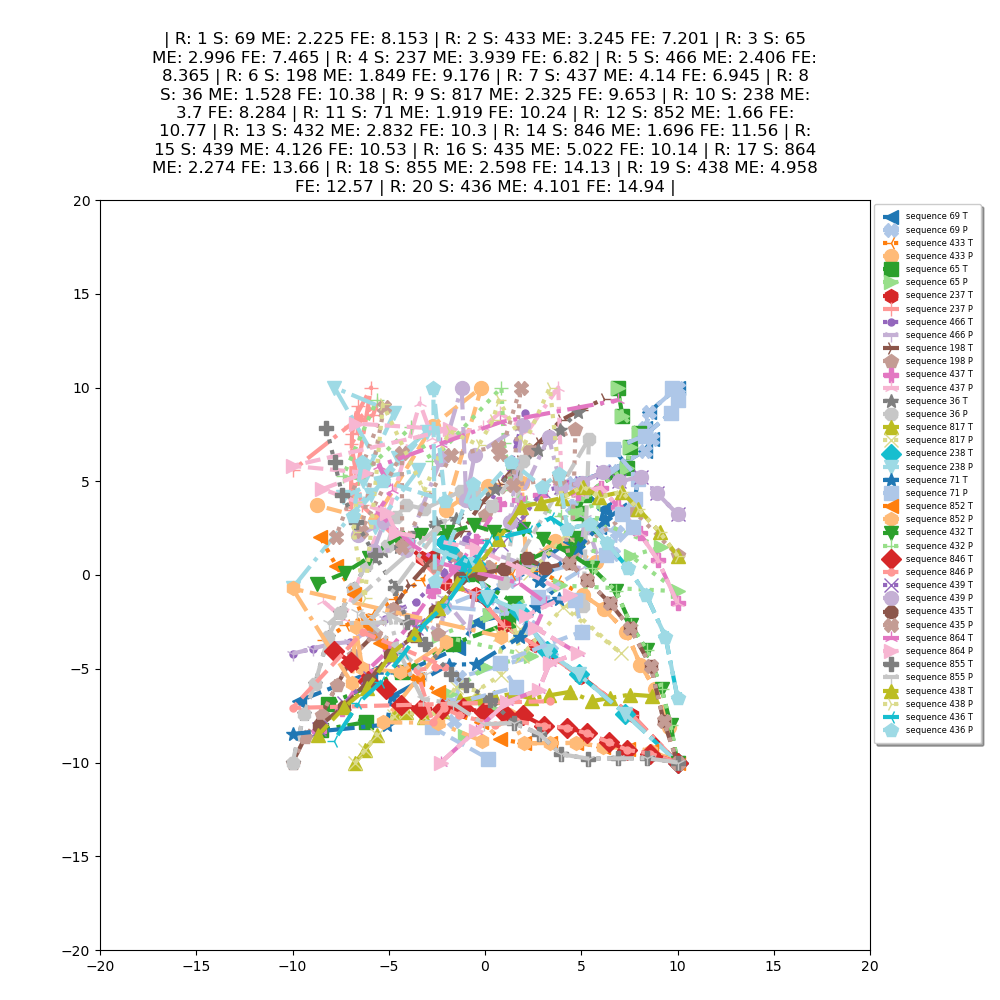 | R: 1 S: 69 ME: 2.225 FE: 8.153 | R: 2 S: 433 ME: 3.245 FE: 7.201 | R: 3 S: 65
ME: 2.996 FE: 7.465 | R: 4 S: 237 ME: 3.939 FE: 6.82 | R: 5 S: 466 ME: 2.406 FE:
8.365 | R: 6 S: 198 ME: 1.849 FE: 9.176 | R: 7 S: 437 ME: 4.14 FE: 6.945 | R: 8
S: 36 ME: 1.528 FE: 10.38 | R: 9 S: 817 ME: 2.325 FE: 9.653 | R: 10 S: 238 ME:
3.7 FE: 8.284 | R: 11 S: 71 ME: 1.919 FE: 10.24 | R: 12 S: 852 ME: 1.66 FE:
10.77 | R: 13 S: 432 ME: 2.832 FE: 10.3 | R: 14 S: 846 ME: 1.696 FE: 11.56 | R:
15 S: 439 ME: 4.126 FE: 10.53 | R: 16 S: 435 ME: 5.022 FE: 10.14 | R: 17 S: 864
ME: 2.274 FE: 13.66 | R: 18 S: 855 ME: 2.598 FE: 14.13 | R: 19 S: 438 ME: 4.958
FE: 12.57 | R: 20 S: 436 ME: 4.101 FE: 14.94 |
20
15
10
5
0
−5
−10
−15
−20
−20
−15
−10
−5
0
5
10
15
20
sequence 69 T
sequence 69 P
sequence 433 T
sequence 433 P
sequence 65 T
sequence 65 P
sequence 237 T
sequence 237 P
sequence 466 T
sequence 466 P
sequence 198 T
sequence 198 P
sequence 437 T
sequence 437 P
sequence 36 T
sequence 36 P
sequence 817 T
sequence 817 P
sequence 238 T
sequence 238 P
sequence 71 T
sequence 71 P
sequence 852 T
sequence 852 P
sequence 432 T
sequence 432 P
sequence 846 T
sequence 846 P
sequence 439 T
sequence 439 P
sequence 435 T
sequence 435 P
sequence 864 T
sequence 864 P
sequence 855 T
sequence 855 P
sequence 438 T
sequence 438 P
sequence 436 T
sequence 436 P